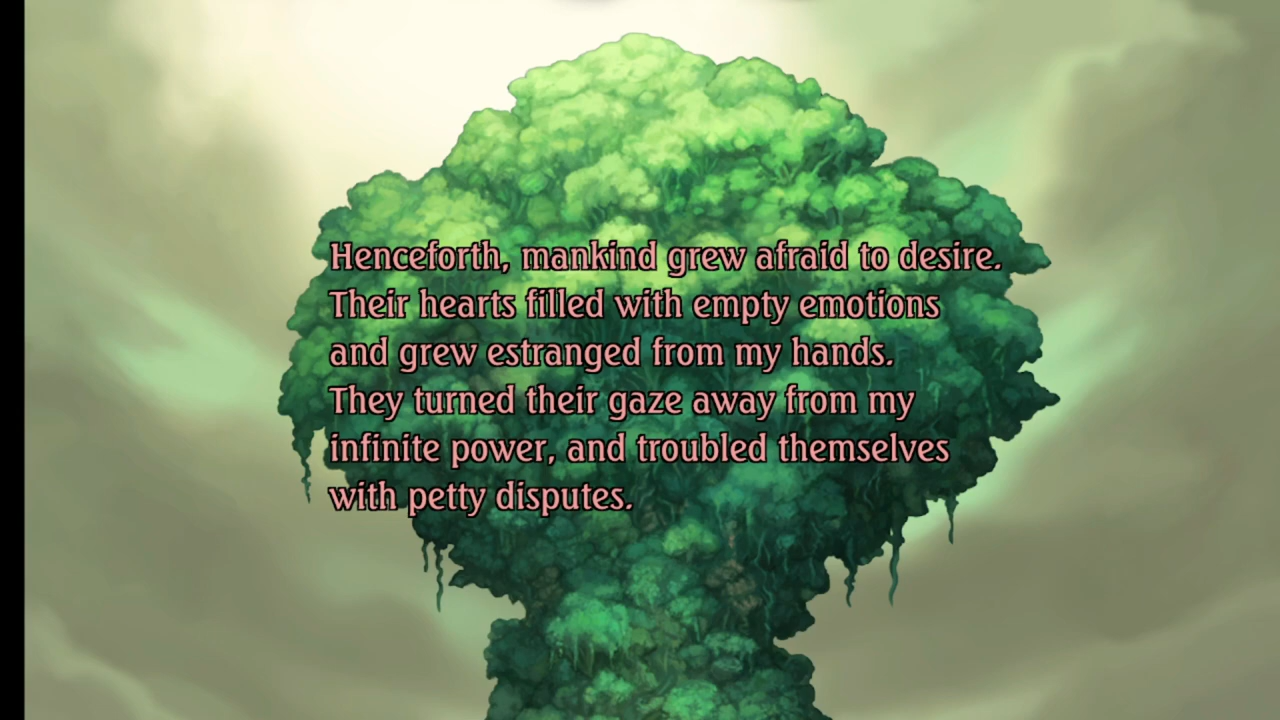 Henceforth, mankind grew afraid to desire.
Their hearts filled with empty emotions
and grew estranged from my hands.
They turned their gaze away from my
infinite power, and troubled themselves
with petty disputes.